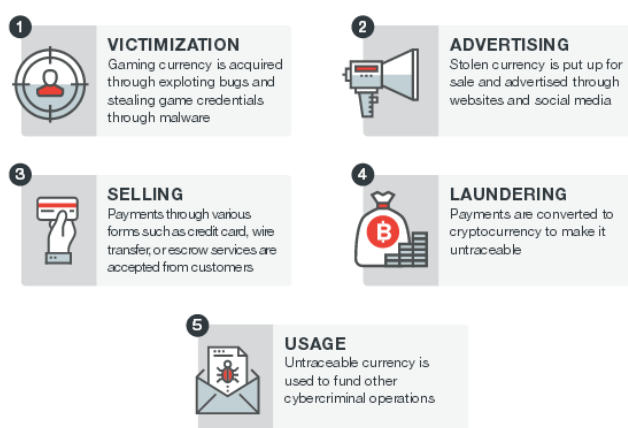 1
VICTIMIZATION
Gaming currency is acquired
through exploting bugs and
stealing game credentials
through malware
2
ADVERTISING
Stolen currency is put up for
sale and advertised through
websites and social media
3
SELLING
Payments through various
forms such as credit card, wire
transfer, or escrow services are
accepted from customers
4
LAUNDERING
Payments are converted to
cryptocurrency to make it
untraceable
5
USAGE
Untraceable currency is
used to fund other
cybercriminal operations